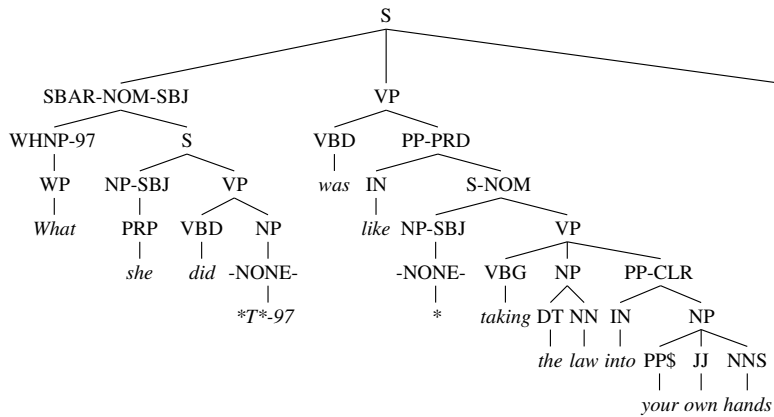 S
SBAR-NOM-SBJ VP
WHNP-97 S VBD PP-PRD
WP NP-SBJ VP was IN S-NOM
What PRP VBD NP like NP-SBJ VP
she did -NONE- -NONE- VBG NP PP-CLR
*T*-97 * taking DT NN IN NP
the law into PP$ JJ NNS
your own hands